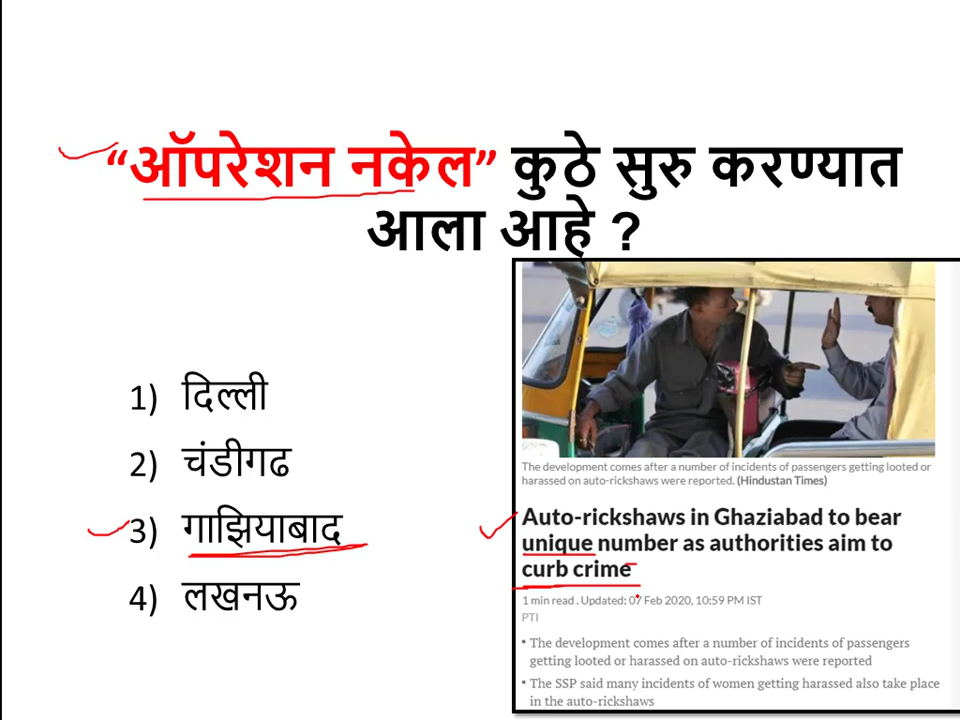 “ऑपरेशन नकेल” कुठे सुरु करण्यात
आला आहे ?
1) दिल्ली
2) चंडीगढ
3) गाझियाबाद
4) लखनऊ
The development comes after a number of incidents of passengers getting looted or
harassed on auto-rickshaws were reported. (Hindustan Times)
Auto-rickshaws in Ghaziabad to bear
unique number as authorities aim to
curb crime
1 min read . Updated: 07 Feb 2020, 10:59 PM IST
PTI
• The development comes after a number of incidents of passengers
getting looted or harassed on auto-rickshaws were reported
• The SSP said many incidents of women getting harassed also take place
in the auto-rickshaws